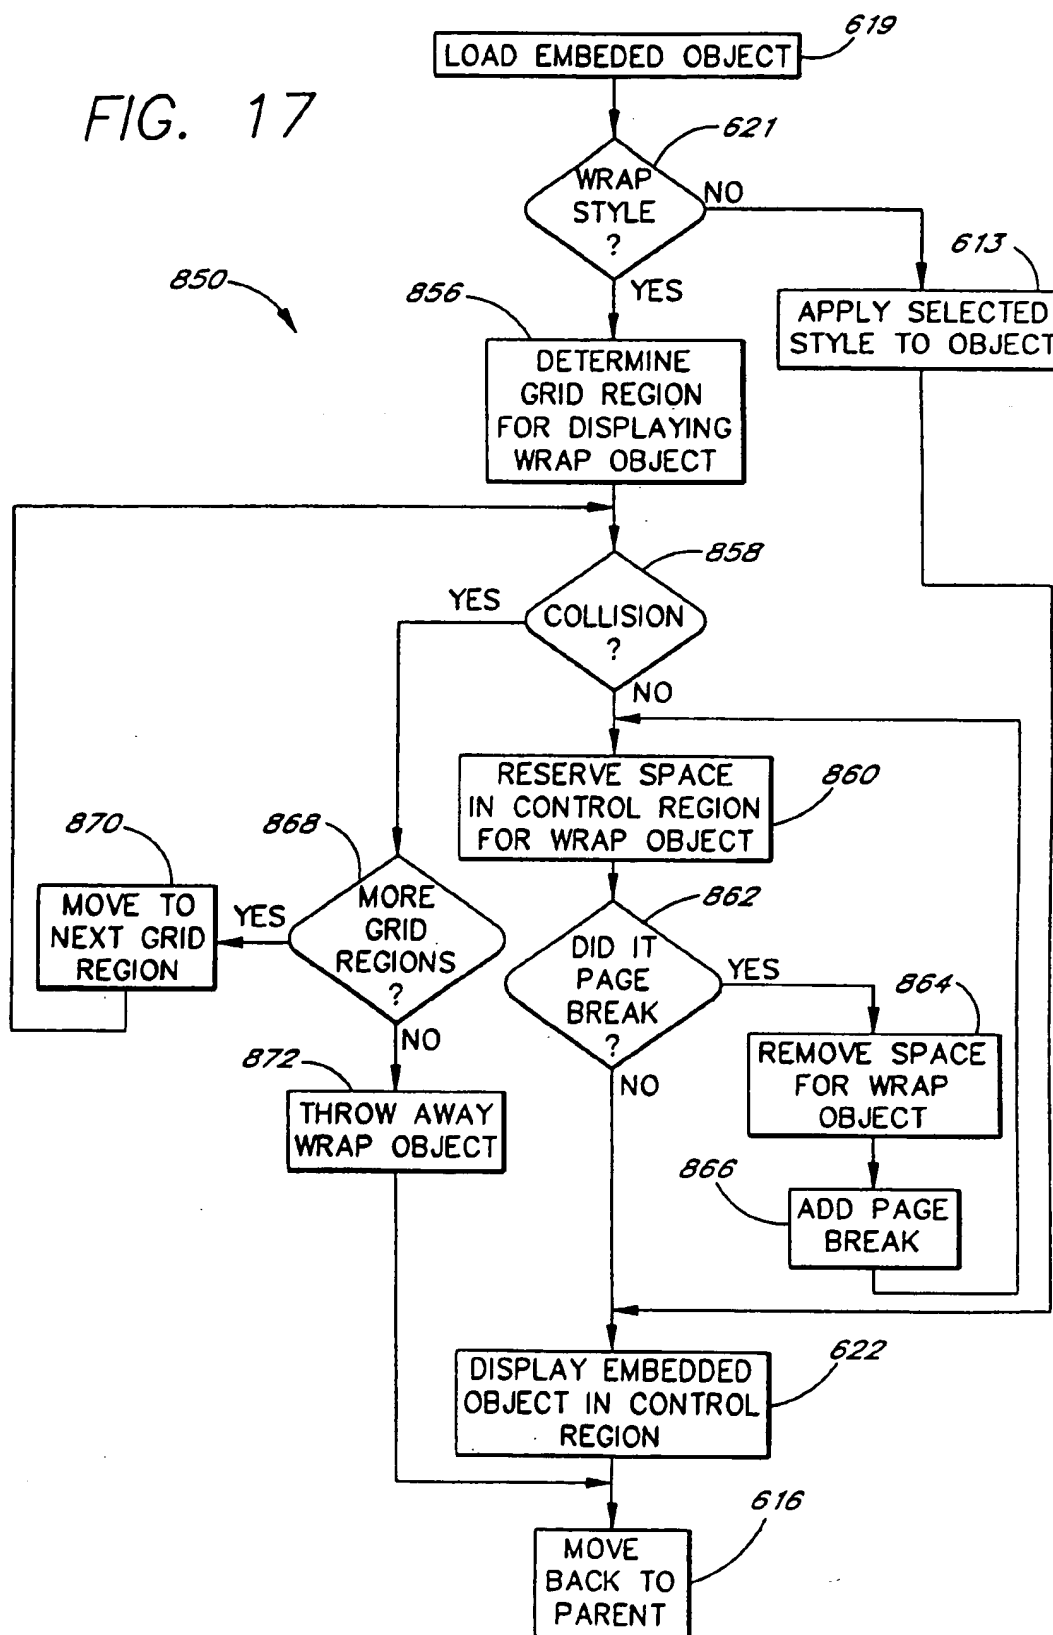 619
LOAD EMBEDED OBJECT
FIG. 17
621
WRAP
STYLE
?
NO
YES
613
APPLY SELECTED
STYLE TO OBJECT
850
856
DETERMINE
GRID REGION
FOR DISPLAYING
WRAP OBJECT
858
COLLISION
?
YES
NO
RESERVE SPACE
IN CONTROL REGION
FOR WRAP OBJECT
860
870
MOVE TO
NEXT GRID
REGION
868
MORE
GRID
REGIONS
?
YES
NO
862
DID IT
PAGE
BREAK
?
YES
NO
864
REMOVE SPACE
FOR WRAP
OBJECT
872
THROW AWAY
WRAP OBJECT
866
ADD PAGE
BREAK
DISPLAY EMBEDDED
OBJECT IN CONTROL
REGION
622
616
MOVE
BACK TO
PARENT